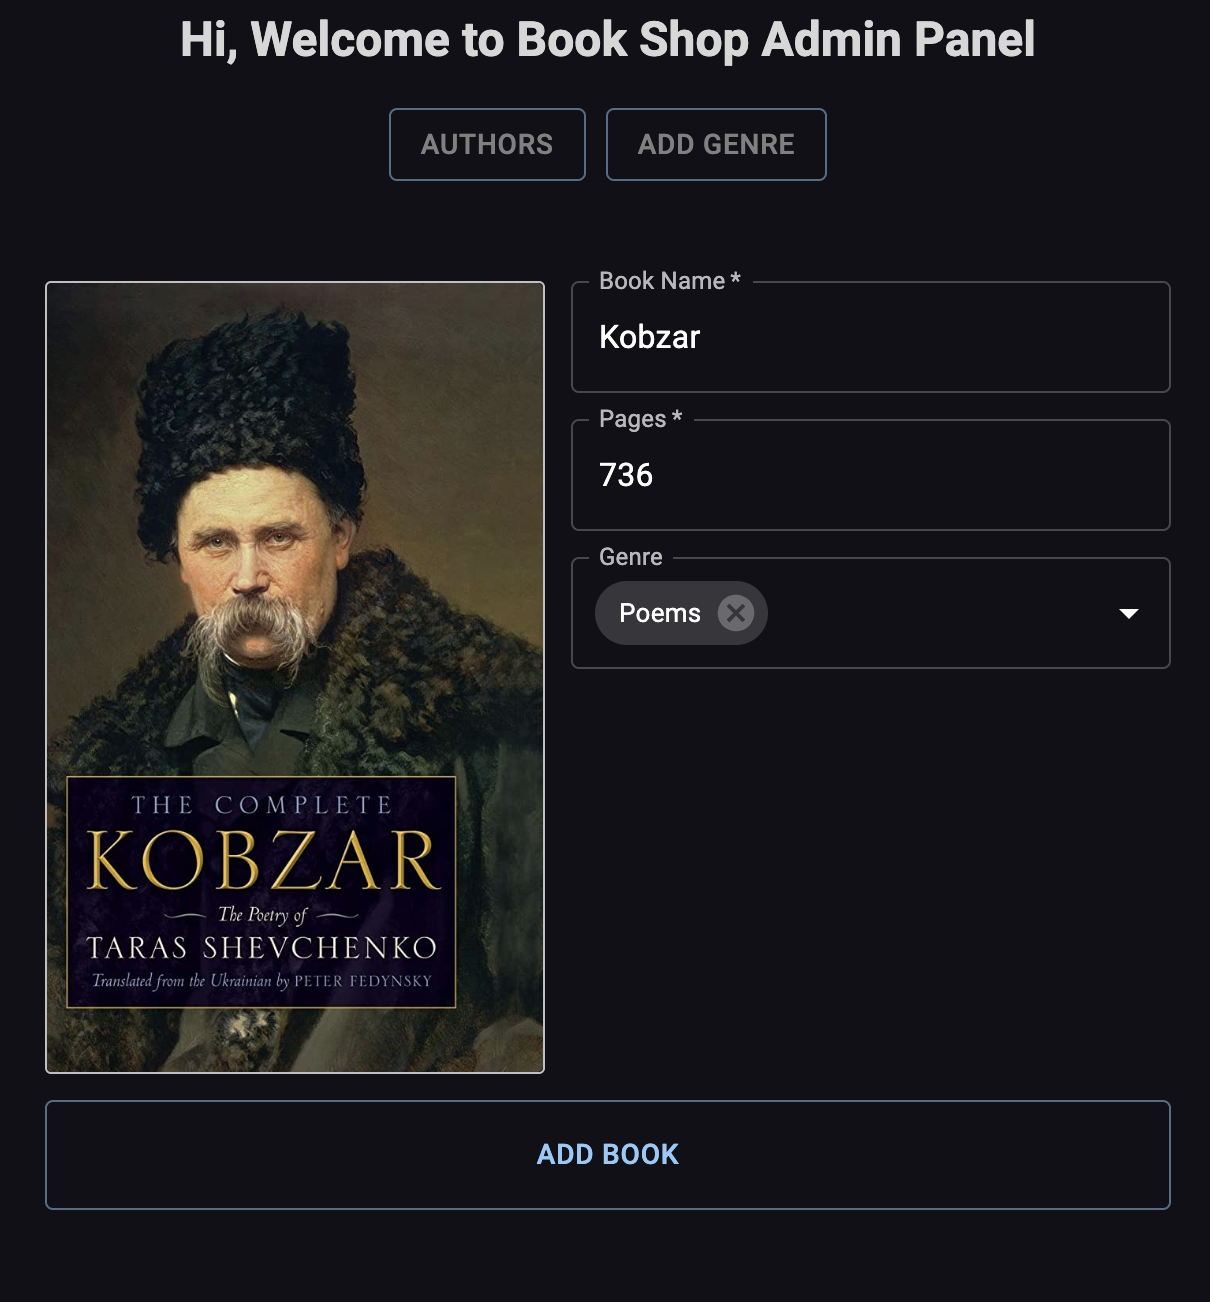 Hi, Welcome to Book Shop Admin Panel
AUTHORS
ADD GENRE
THE COMPLETE
KOBZAR
The Poetry of
TARAS SHEVCHENKO
Translated from the Ukrainian by PETER FEDYNSKY
Book Name *
Kobzar
Pages *
736
Genre
Poems
ADD BOOK